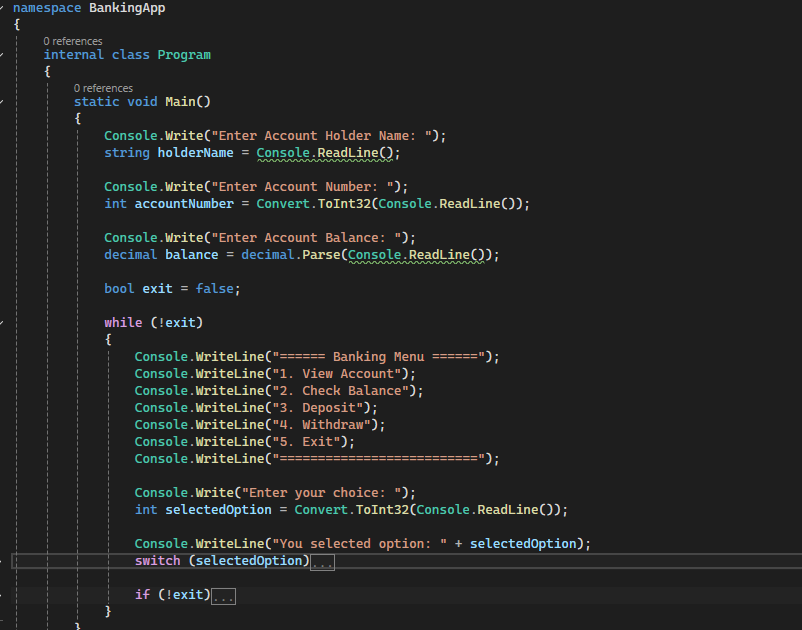 namespace BankingApp
{
0 references
internal class Program
{
0 references
static void Main()
{
Console.Write("Enter Account Holder Name: ");
string holderName = Console.ReadLine();
Console.Write("Enter Account Number: ");
int accountNumber = Convert.ToInt32(Console.ReadLine());
Console.Write("Enter Account Balance: ");
decimal balance = decimal.Parse(Console.ReadLine());
bool exit = false;
while (!exit)
{
Console.WriteLine("====== Banking Menu ======");
Console.WriteLine("1. View Account");
Console.WriteLine("2. Check Balance");
Console.WriteLine("3. Deposit");
Console.WriteLine("4. Withdraw");
Console.WriteLine("5. Exit");
Console.WriteLine("==========================");
Console.Write("Enter your choice: ");
int selectedOption = Convert.ToInt32(Console.ReadLine());
Console.WriteLine("You selected option: " + selectedOption);
switch (selectedOption)...
if (!exit)...
}
}